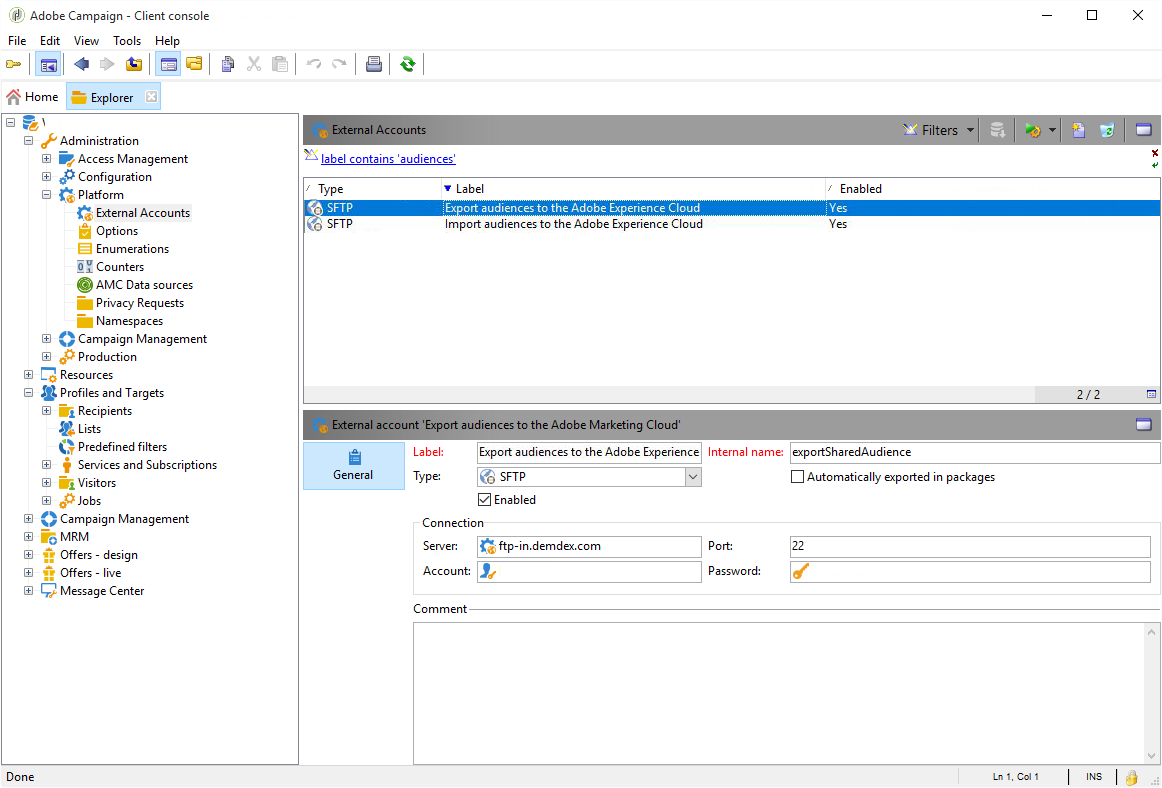 Adobe Campaign - Client console
File Edit View Tools Help
Home Explorer
\
Administration
Access Management
Configuration
Platform
External Accounts
Options
Enumerations
Counters
AMC Data sources
Privacy Requests
Namespaces
Campaign Management
Production
Resources
Profiles and Targets
Recipients
Lists
Predefined filters
Services and Subscriptions
Visitors
Jobs
Campaign Management
MRM
Offers - design
Offers - live
Message Center
External Accounts Filters
label contains 'audiences'
Type Label Enabled
SFTP Export audiences to the Adobe Experience Cloud Yes
SFTP Import audiences to the Adobe Experience Cloud Yes
2 / 2
External account 'Export audiences to the Adobe Marketing Cloud'
General
Label: Export audiences to the Adobe Experience Internal name: exportSharedAudience
Type: SFTP Automatically exported in packages
Enabled
Connection
Server: ftp-in.demdex.com Port: 22
Account: Password:
Comment
Done Ln 1, Col 1 INS